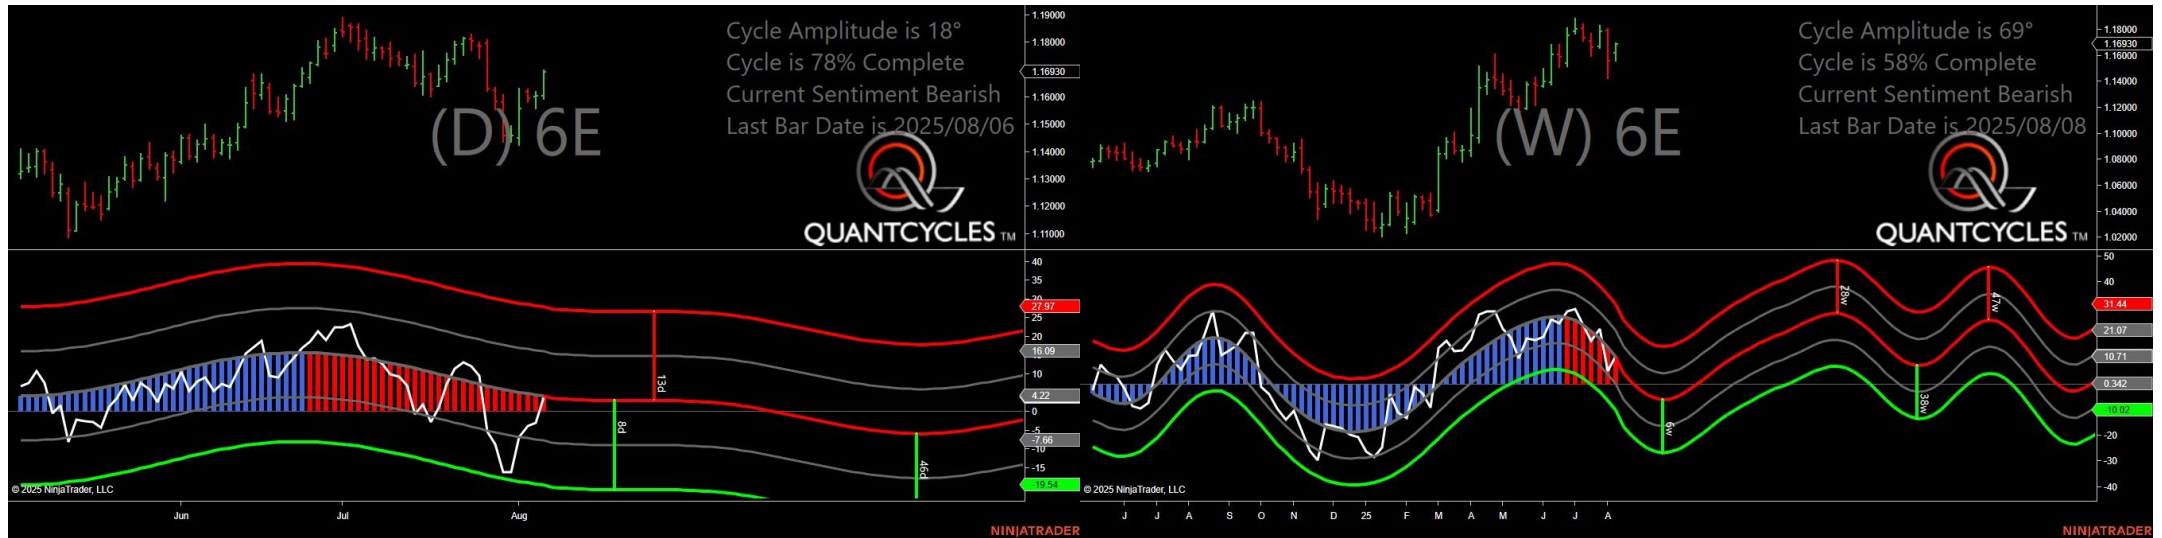 Cycle Amplitude is 18°
Cycle is 78% Complete
Current Sentiment Bearish
Last Bar Date is 2025/08/06
(D) 6E
QUANTCYCLES TM
1.19000
1.18000
1.16930
1.16000
1.15000
1.14000
1.13000
1.12000
1.11000
40
35
30
27.97
25
20
16.09
10
4.22
0
-5
-7.66
-10
-15
-19.54
13d
8d
46d
© 2025 NinjaTrader, LLC
Jun
Jul
Aug
NINJATRADER
Cycle Amplitude is 69°
Cycle is 58% Complete
Current Sentiment Bearish
Last Bar Date is 2025/08/08
(W) 6E
QUANTCYCLES TM
1.18000
1.16930
1.16000
1.14000
1.12000
1.10000
1.08000
1.06000
1.04000
1.02000
50
40
31.44
21.07
10.71
0.342
-10.02
-20
-30
-40
28w
47w
6w
38w
© 2025 NinjaTrader, LLC
J J A S O N D 25 F M A M J J A
NINJATRADER